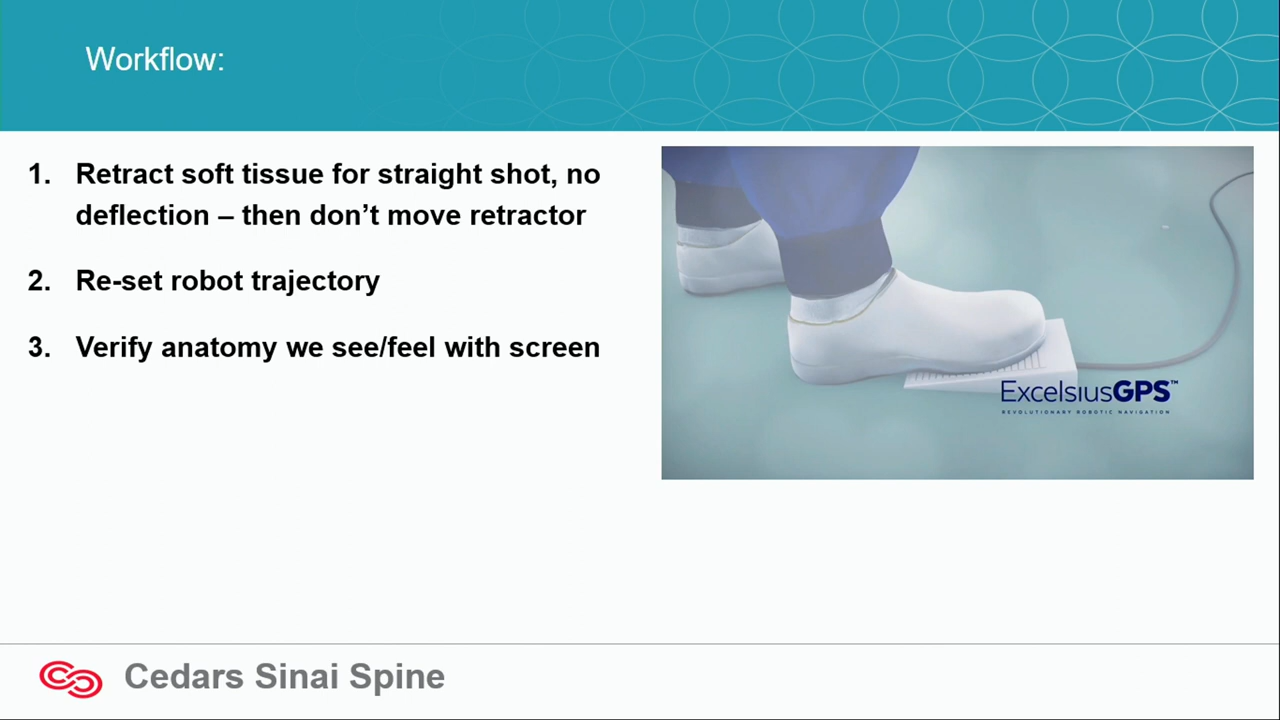 Workflow:
1. Retract soft tissue for straight shot, no
deflection – then don’t move retractor
2. Re-set robot trajectory
3. Verify anatomy we see/feel with screen
ExcelsiusGPS™
REVOLUTIONARY ROBOTIC NAVIGATION
Cedars Sinai Spine